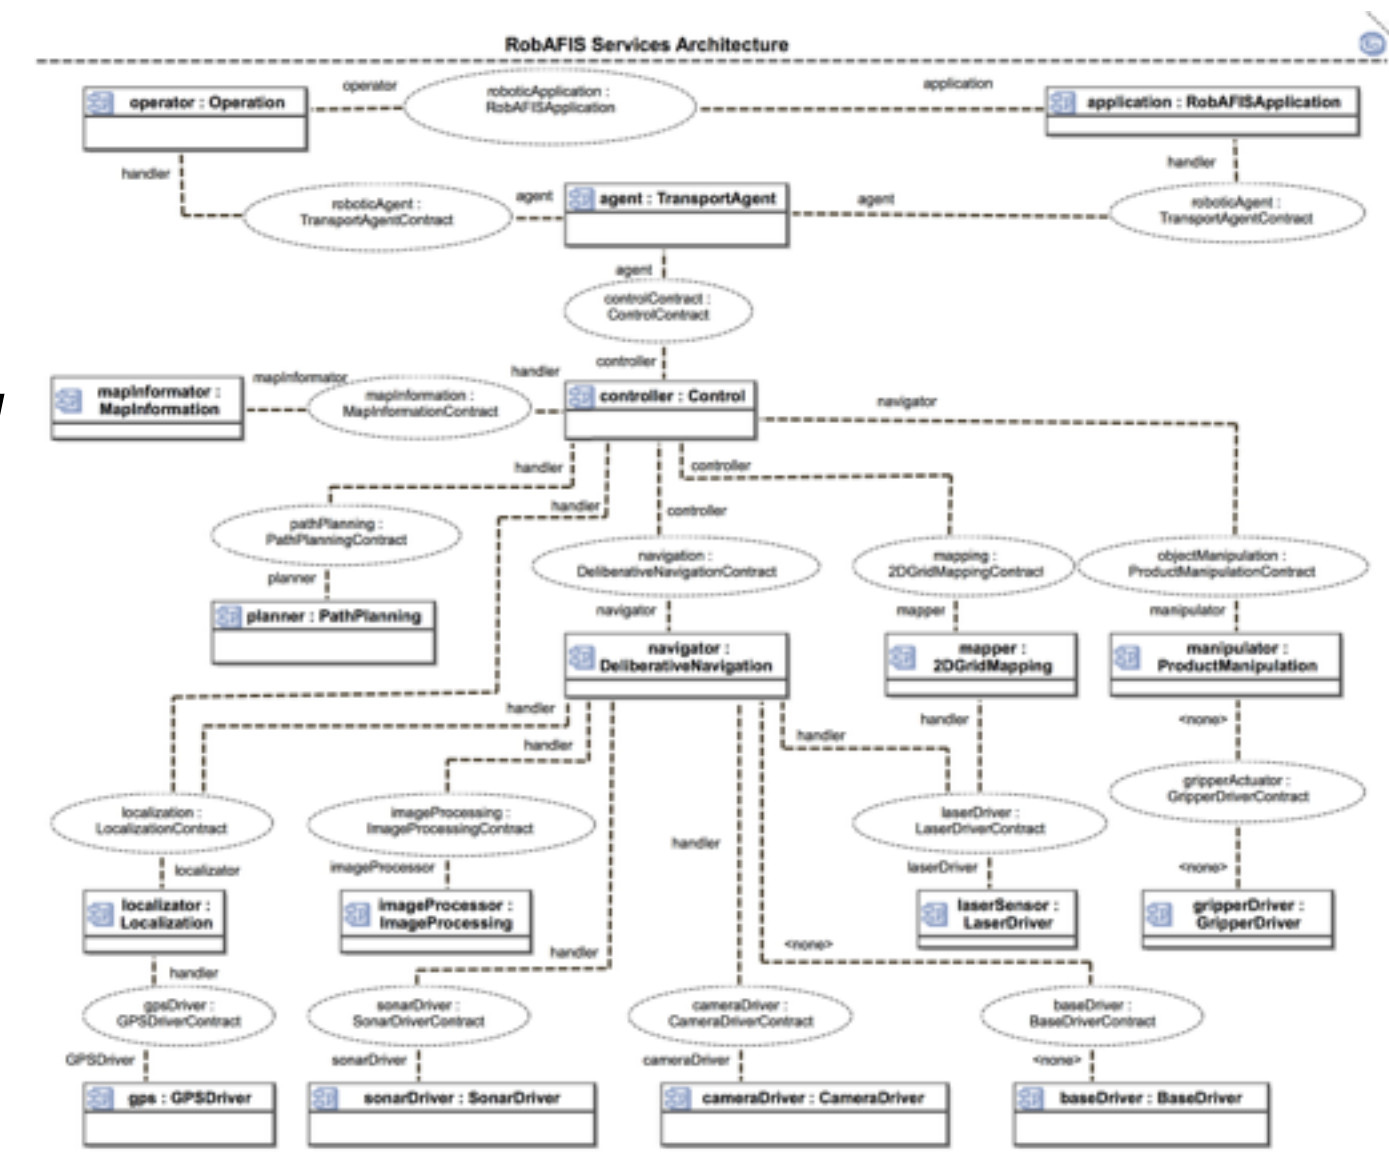 RobAFIS Services Architecture
operator
roboticApplication :
RobAFISApplication
application
operator : Operation
application : RobAFISApplication
handler
handler
roboticAgent :
TransportAgentContract
agent
agent : TransportAgent
agent
roboticAgent :
TransportAgentContract
agent
controlContract :
ControlContract
controller
mapInformator :
MapInformation
mapInformator
mapInformation :
MapInformationContract
handler
controller : Control
navigator
handler
controller
handler
controller
pathPlanning :
PathPlanningContract
navigation :
DeliberativeNavigationContract
mapping :
2DGridMappingContract
objectManipulation :
ProductManipulationContract
planner
navigator
mapper
manipulator
planner : PathPlanning
navigator :
DeliberativeNavigation
mapper :
2DGridMapping
manipulator :
ProductManipulation
handler
handler
handler
handler
<none>
localization :
LocalizationContract
imageProcessing :
ImageProcessingContract
laserDriver :
LaserDriverContract
gripperActuator :
GripperDriverContract
handler
localizator
imageProcessor
laserDriver
<none>
localizator :
Localization
imageProcessor :
ImageProcessing
laserSensor :
LaserDriver
gripperDriver :
GripperDriver
handler
<none>
handler
gpsDriver :
GPSDriverContract
sonarDriver :
SonarDriverContract
cameraDriver :
CameraDriverContract
baseDriver :
BaseDriverContract
GPSDriver
sonarDriver
cameraDriver
<none>
gps : GPSDriver
sonarDriver : SonarDriver
cameraDriver : CameraDriver
baseDriver : BaseDriver